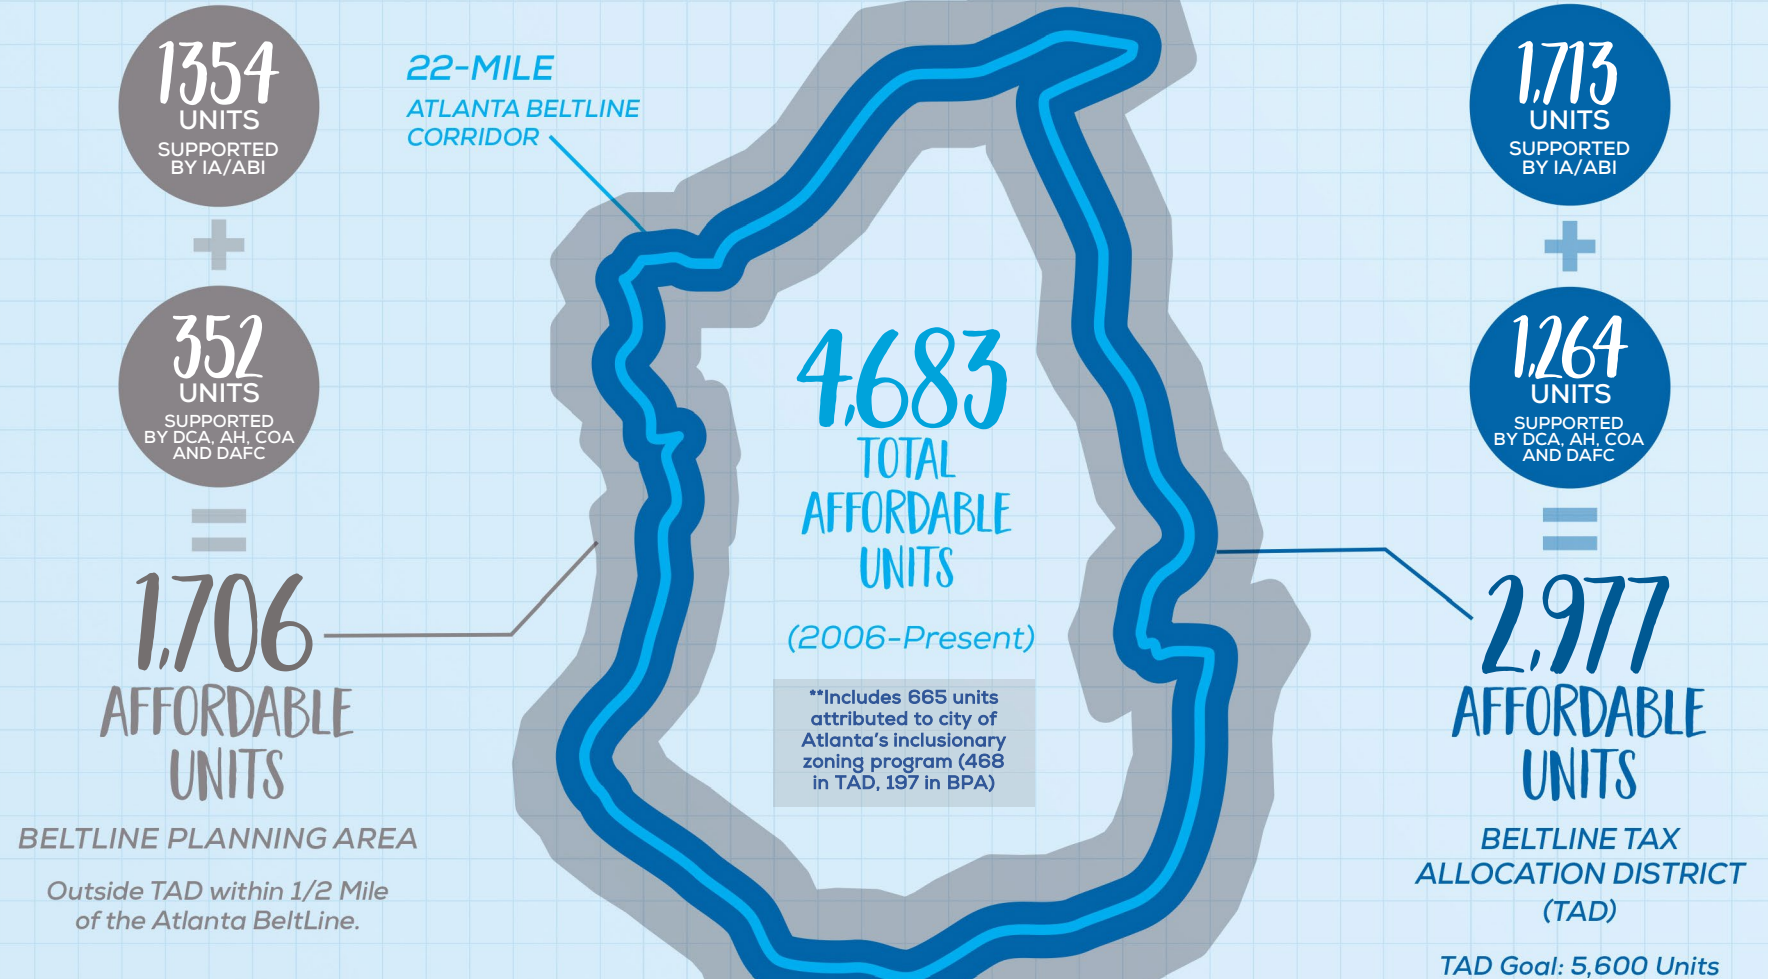 1354
UNITS
SUPPORTED
BY IA/ABI
+
352
UNITS
SUPPORTED
BY DCA, AH, COA
AND DAFC
=
1,706
AFFORDABLE
UNITS
BELTLINE PLANNING AREA
Outside TAD within 1/2 Mile
of the Atlanta BeltLine.
22-MILE
ATLANTA BELTLINE
CORRIDOR
4,683
TOTAL
AFFORDABLE
UNITS
(2006-Present)
**Includes 665 units
attributed to city of
Atlanta's inclusionary
zoning program (468
in TAD, 197 in BPA)
1,713
UNITS
SUPPORTED
BY IA/ABI
+
1,264
UNITS
SUPPORTED
BY DCA, AH, COA
AND DAFC
=
2,977
AFFORDABLE
UNITS
BELTLINE TAX
ALLOCATION DISTRICT
(TAD)
TAD Goal: 5,600 Units